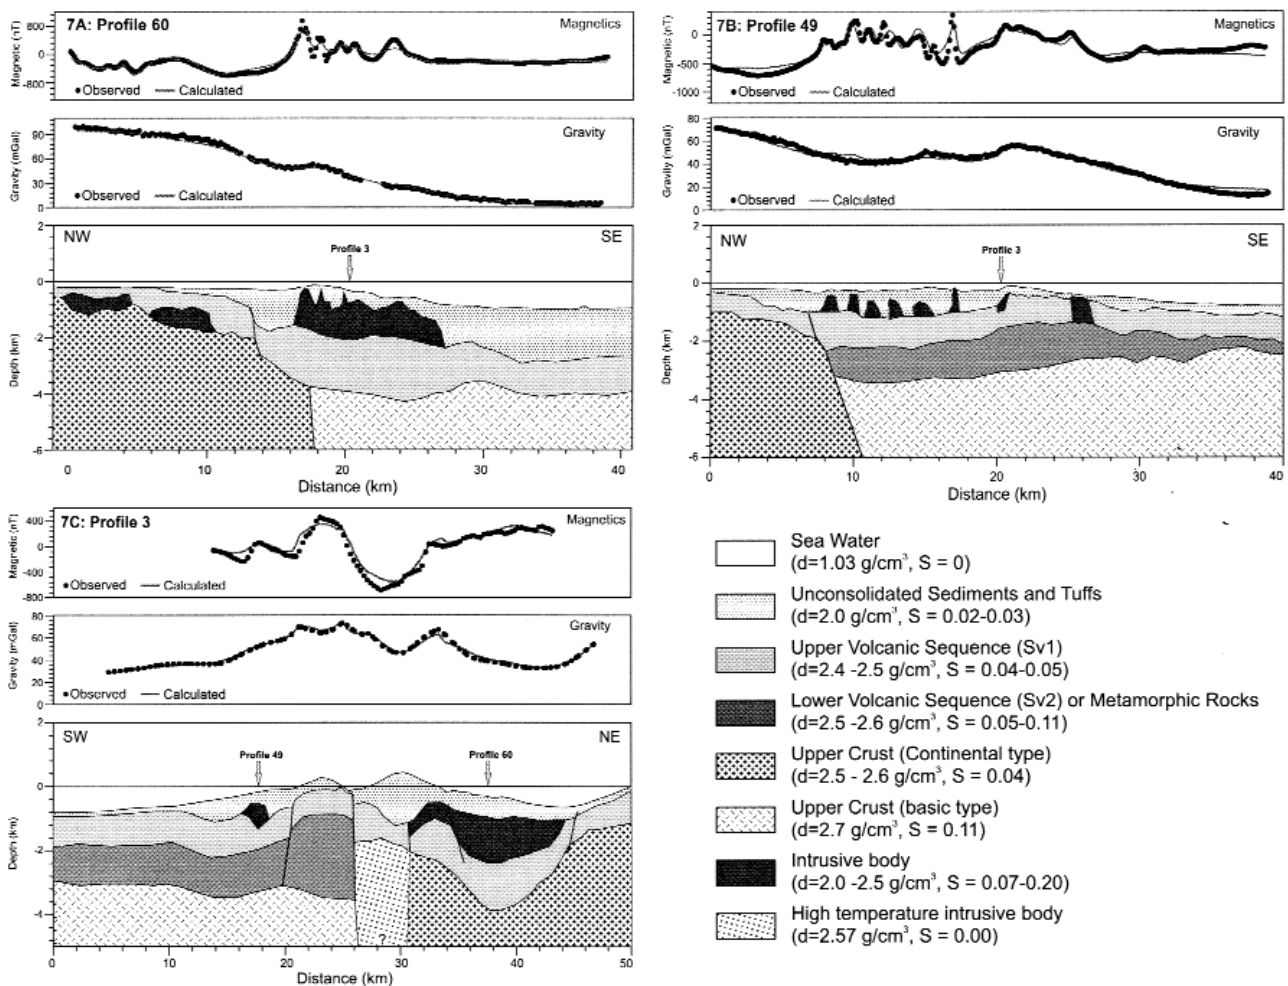 7A: Profile 60
Magnetics
Magnetic (nT)
800
0
-800
Observed
Calculated
Gravity
Gravity (mGal)
90
60
30
0
Observed
Calculated
NW
SE
Profile 3
Depth (km)
2
0
-2
-4
-6
0 10 20 30 40
Distance (km)
7B: Profile 49
Magnetics
Magnetic (nT)
0
-500
-1000
Observed
Calculated
Gravity
Gravity (mGal)
80
60
40
20
0
Observed
Calculated
NW
SE
Profile 3
Depth (km)
2
0
-2
-4
-6
0 10 20 30 40
Distance (km)
7C: Profile 3
Magnetics
Magnetic (nT)
400
0
-400
-800
Observed
Calculated
Gravity
Gravity (mGal)
80
60
40
20
0
Observed
Calculated
SW
NE
Profile 49
Profile 60
Depth (km)
2
0
-2
-4
?
0 10 20 30 40 50
Distance (km)
Sea Water
(d=1.03 g/cm³, S = 0)
Unconsolidated Sediments and Tuffs
(d=2.0 g/cm³, S = 0.02-0.03)
Upper Volcanic Sequence (Sv1)
(d=2.4 -2.5 g/cm³, S = 0.04-0.05)
Lower Volcanic Sequence (Sv2) or Metamorphic Rocks
(d=2.5 -2.6 g/cm³, S = 0.05-0.11)
Upper Crust (Continental type)
(d=2.5 - 2.6 g/cm³, S = 0.04)
Upper Crust (basic type)
(d=2.7 g/cm³, S = 0.11)
Intrusive body
(d=2.0 -2.5 g/cm³, S = 0.07-0.20)
High temperature intrusive body
(d=2.57 g/cm³, S = 0.00)